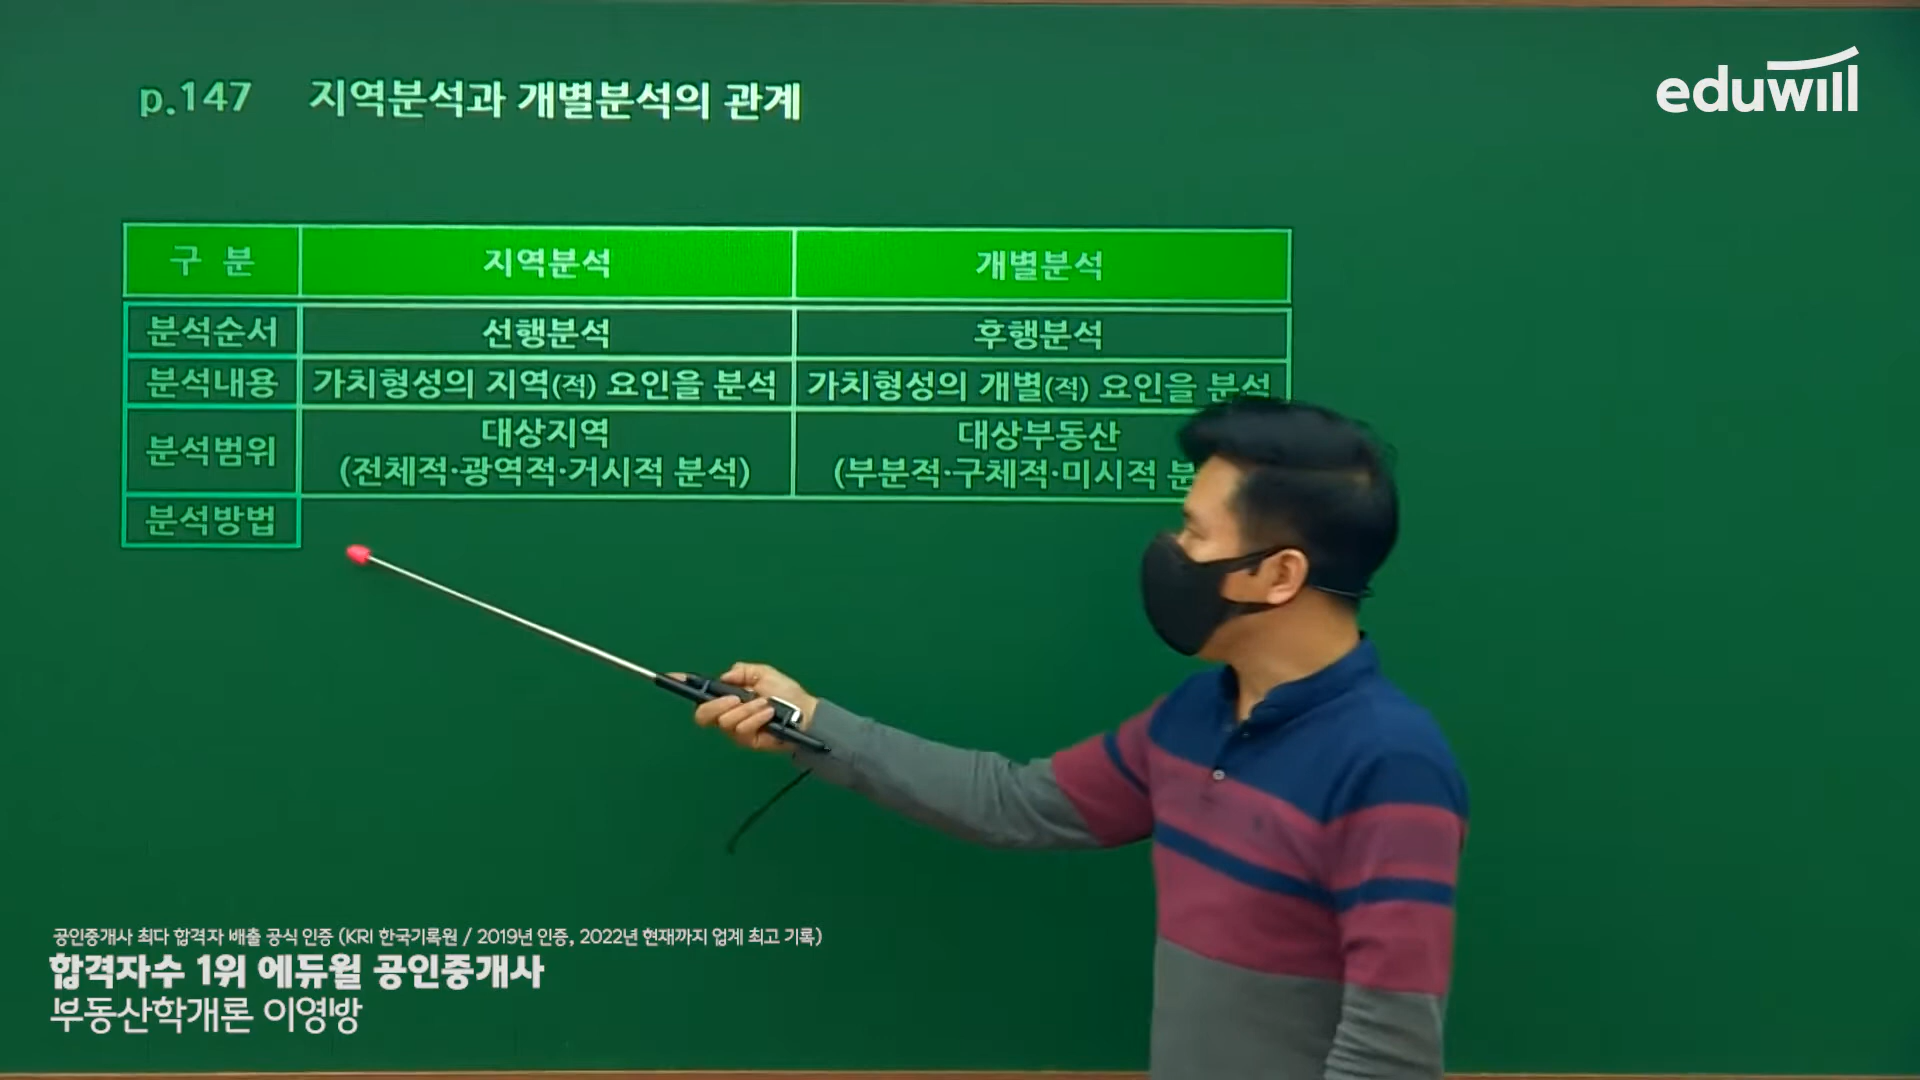 p.147 지역분석과 개별분석의 관계
eduwill
구 분 지역분석 개별분석
분석순서 선행분석 후행분석
분석내용 가치형성의 지역(적) 요인을 분석 가치형성의 개별(적) 요인을 분석
분석범위 대상지역 대상부동산
(전체적·광역적·거시적 분석) (부분적·구체적·미시적 분
분석방법
공인중개사 최다 합격자 배출 공식 인증 (KRI 한국기록원 / 2019년 인증, 2022년 현재까지 업계 최고 기록)
합격자수 1위 에듀윌 공인중개사
부동산학개론 이영방